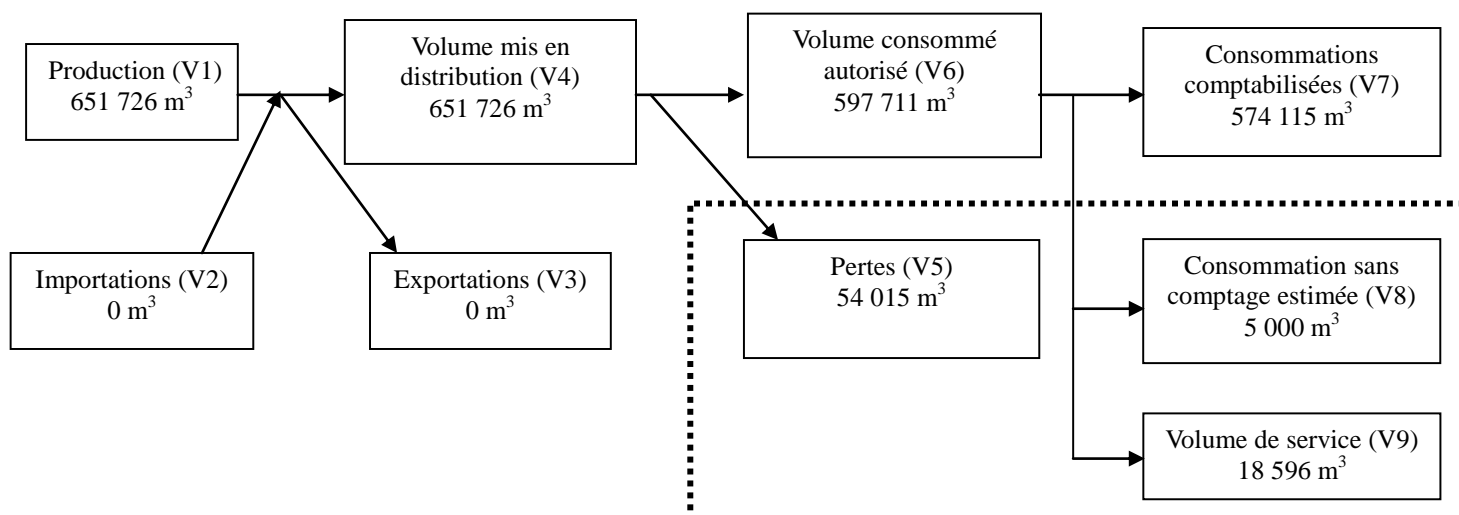 Production (V1)
651 726 m³
Volume mis en
distribution (V4)
651 726 m³
Volume consommé
autorisé (V6)
597 711 m³
Consommations
comptabilisées (V7)
574 115 m³
Importations (V2)
0 m³
Exportations (V3)
0 m³
Pertes (V5)
54 015 m³
Consommation sans
comptage estimée (V8)
5 000 m³
Volume de service (V9)
18 596 m³